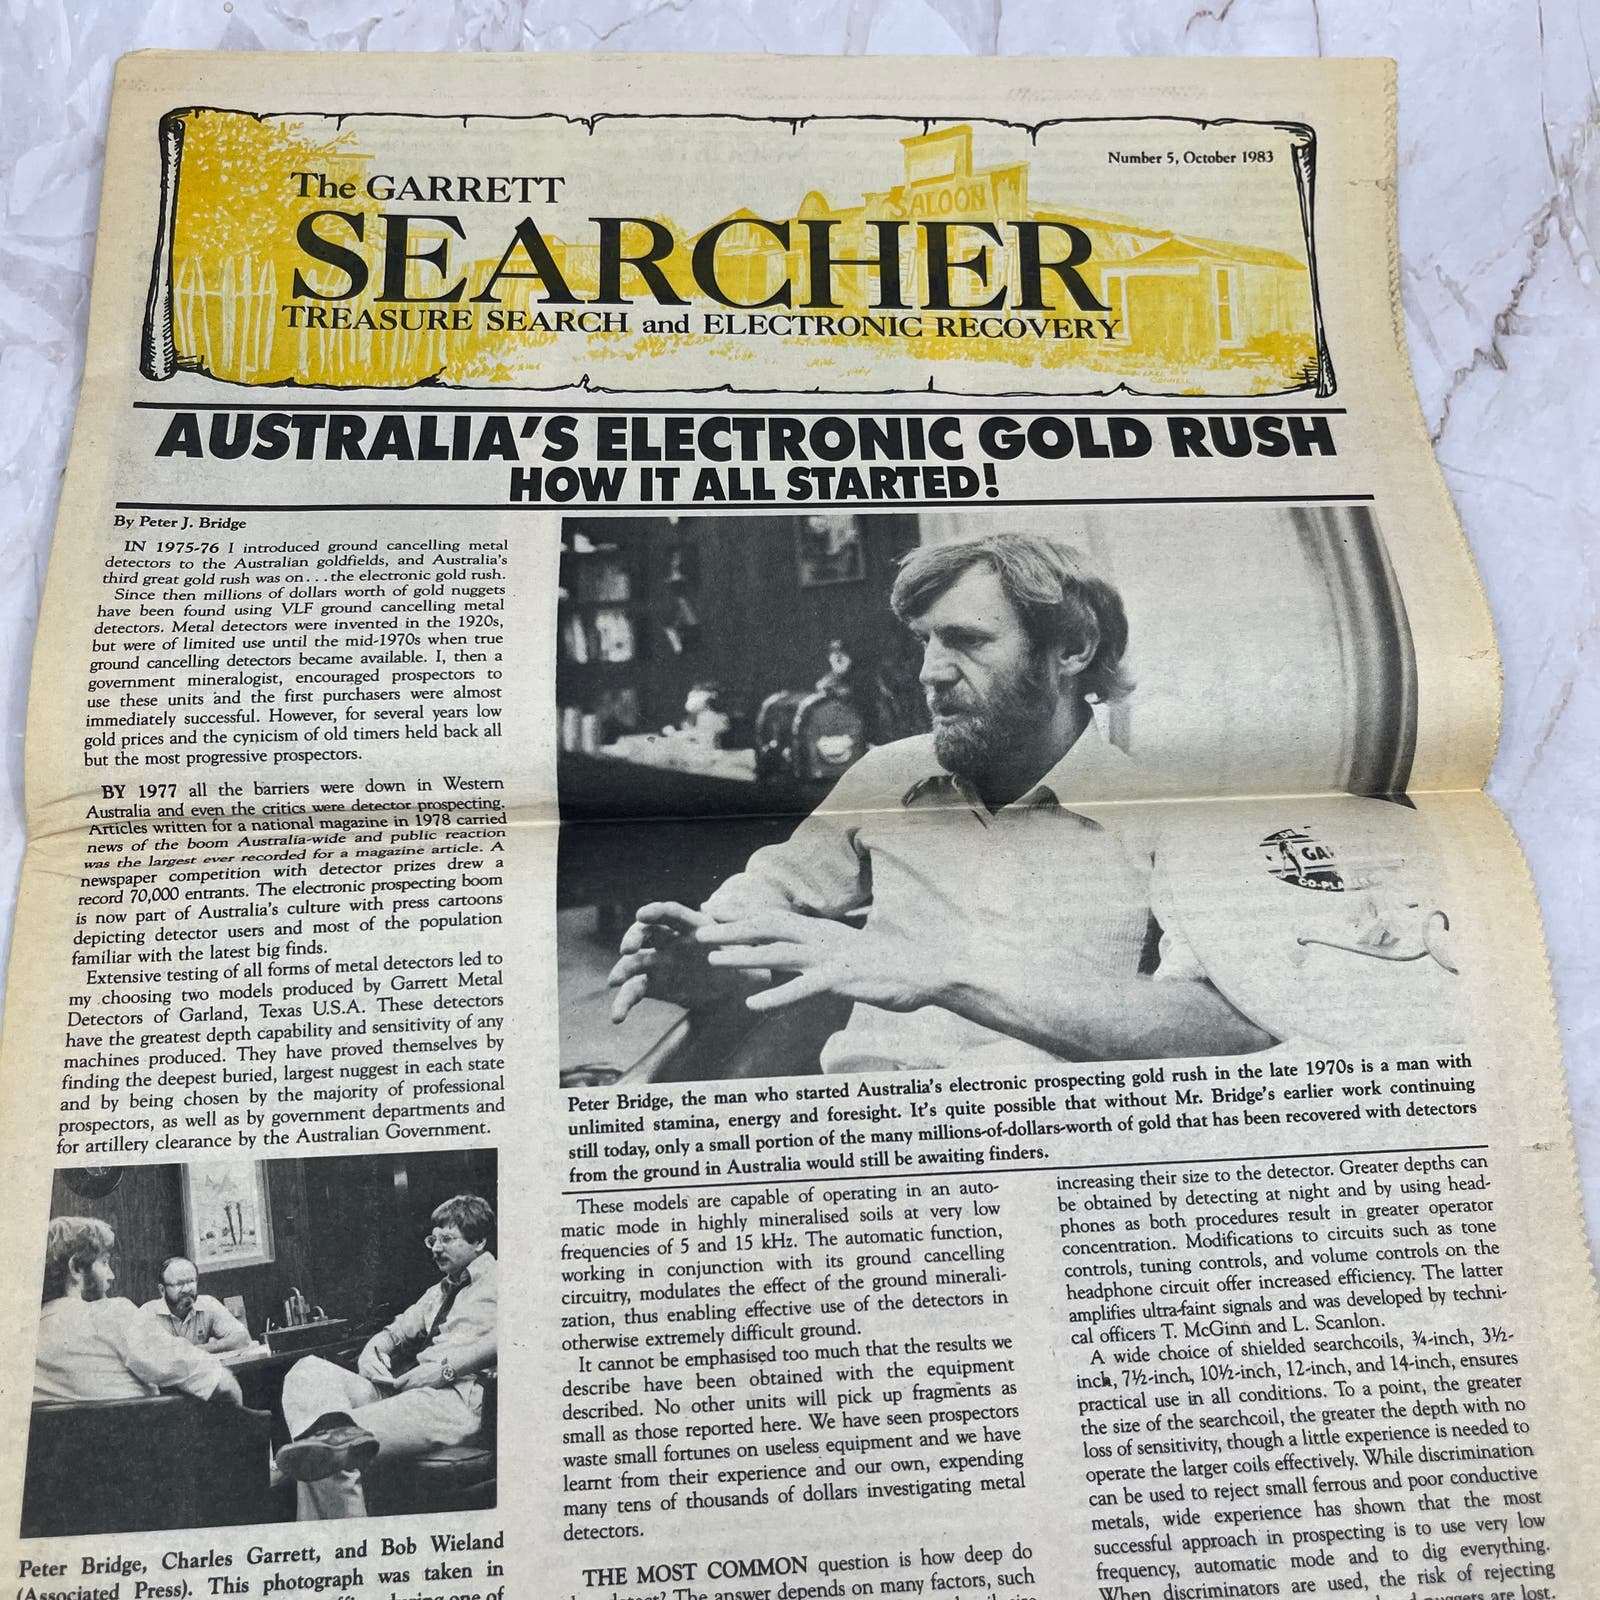 Number 5, October 1983
The GARRETT
SEARCHER
SALOON
TREASURE SEARCH and ELECTRONIC RECOVERY
AUSTRALIA'S ELECTRONIC GOLD RUSH
HOW IT ALL STARTED!
By Peter J. Bridge
IN 1975-76 I introduced ground cancelling metal
detectors to the Australian goldfields, and Australia's
third great gold rush was on...the electronic gold rush.
Since then millions of dollars worth of gold nuggets
have been found using VLF ground cancelling metal
detectors. Metal detectors were invented in the 1920s,
but were of limited use until the mid-1970s when true
ground cancelling detectors became available. I, then a
government mineralogist, encouraged prospectors to
use these units and the first purchasers were almost
immediately successful. However, for several years low
gold prices and the cynicism of old timers held back all
but the most progressive prospectors.
BY 1977 all the barriers were down in Western
Australia and even the critics were detector prospecting.
Articles written for a national magazine in 1978 carried
news of the boom Australia-wide and public reaction
was the largest ever recorded for a magazine article. A
newspaper competition with detector prizes drew a
record 70,000 entrants. The electronic prospecting boom
is now part of Australia's culture with press cartoons
depicting detector users and most of the population
familiar with the latest big finds.
Extensive testing of all forms of metal detectors led to
my choosing two models produced by Garrett Metal
Detectors of Garland, Texas U.S.A. These detectors
have the greatest depth capability and sensitivity of any
machines produced. They have proved themselves by
finding the deepest buried, largest nugget in each state
and by being chosen by the majority of professional
prospectors, as well as by government departments and
for artillery clearance by the Australian Government.
Peter Bridge, Charles Garrett, and Bob Wieland
(Associated Press). This photograph was taken in
GA
CO-PL
Peter Bridge, the man who started Australia's electronic prospecting gold rush in the late 1970s is a man with
unlimited stamina, energy and foresight. It's quite possible that without Mr. Bridge's earlier work continuing
still today, only a small portion of the many millions-of-dollars-worth of gold that has been recovered with detectors
from the ground in Australia would still be awaiting finders.
These models are capable of operating in an auto-
matic mode in highly mineralised soils at very low
frequencies of 5 and 15 kHz. The automatic function,
working in conjunction with its ground cancelling
circuitry, modulates the effect of the ground minerali-
zation, thus enabling effective use of the detectors in
otherwise extremely difficult ground.
It cannot be emphasised too much that the results we
describe have been obtained with the equipment
described. No other units will pick up fragments as
small as those reported here. We have seen prospectors
waste small fortunes on useless equipment and we have
learnt from their experience and our own, expending
many tens of thousands of dollars investigating metal
detectors.
THE MOST COMMON question is how deep do
The answer depends on many factors, such
increasing their size to the detector. Greater depths can
be obtained by detecting at night and by using head-
phones as both procedures result in greater operator
concentration. Modifications to circuits such as tone
controls, tuning controls, and volume controls on the
headphone circuit offer increased efficiency. The latter
amplifies ultra-faint signals and was developed by techni-
cal officers T. McGinn and L. Scanlon.
A wide choice of shielded searchcoils, ¾-inch, 3½-
inch, 7½-inch, 10½-inch, 12-inch, and 14-inch, ensures
practical use in all conditions. To a point, the greater
the size of the searchcoil, the greater the depth with no
loss of sensitivity, though a little experience is needed to
operate the larger coils effectively. While discrimination
can be used to reject small ferrous and poor conductive
metals, wide experience has shown that the most
successful approach in prospecting is to use very low
frequency, automatic mode and to dig everything.
When discriminators are used, the risk of rejecting
nuggets are lost.